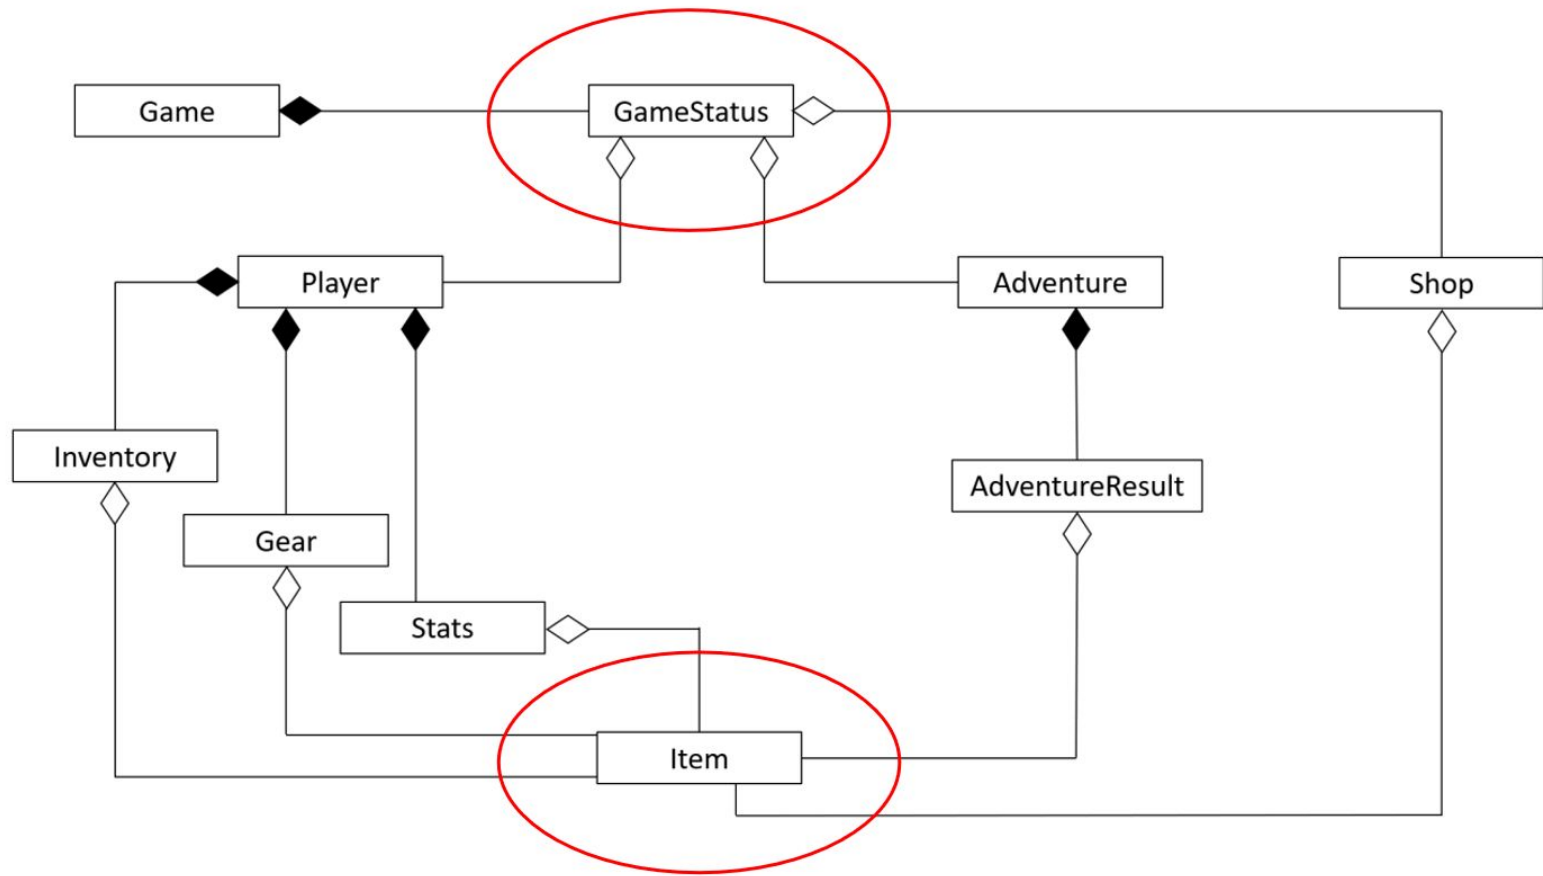 Game
GameStatus
Player
Adventure
Shop
Inventory
AdventureResult
Gear
Stats
Item